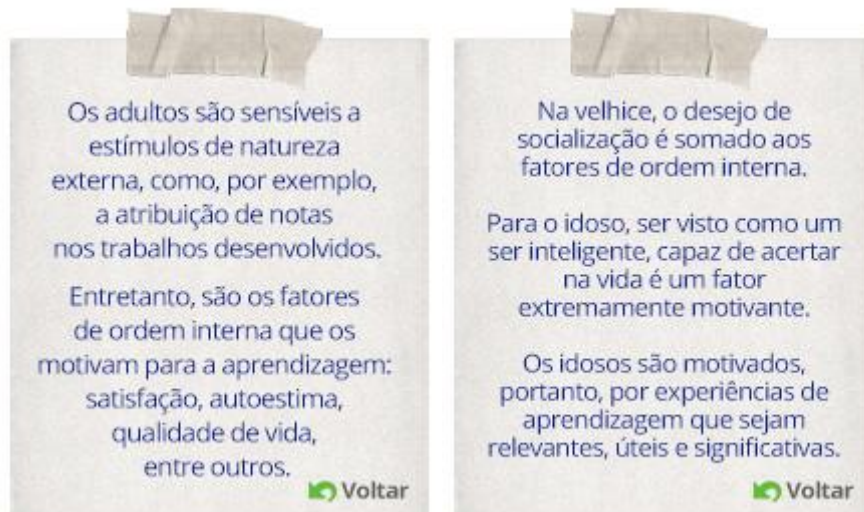 Os adultos são sensíveis a
estímulos de natureza
externa, como, por exemplo,
a atribuição de notas
nos trabalhos desenvolvidos.
Entretanto, são os fatores
de ordem interna que os
motivam para a aprendizagem:
satisfação, autoestima,
qualidade de vida,
entre outros.
Voltar
Na velhice, o desejo de
socialização é somado aos
fatores de ordem interna.
Para o idoso, ser visto como um
ser inteligente, capaz de acertar
na vida é um fator
extremamente motivante.
Os idosos são motivados,
portanto, por experiências de
aprendizagem que sejam
relevantes, úteis e significativas.
Voltar